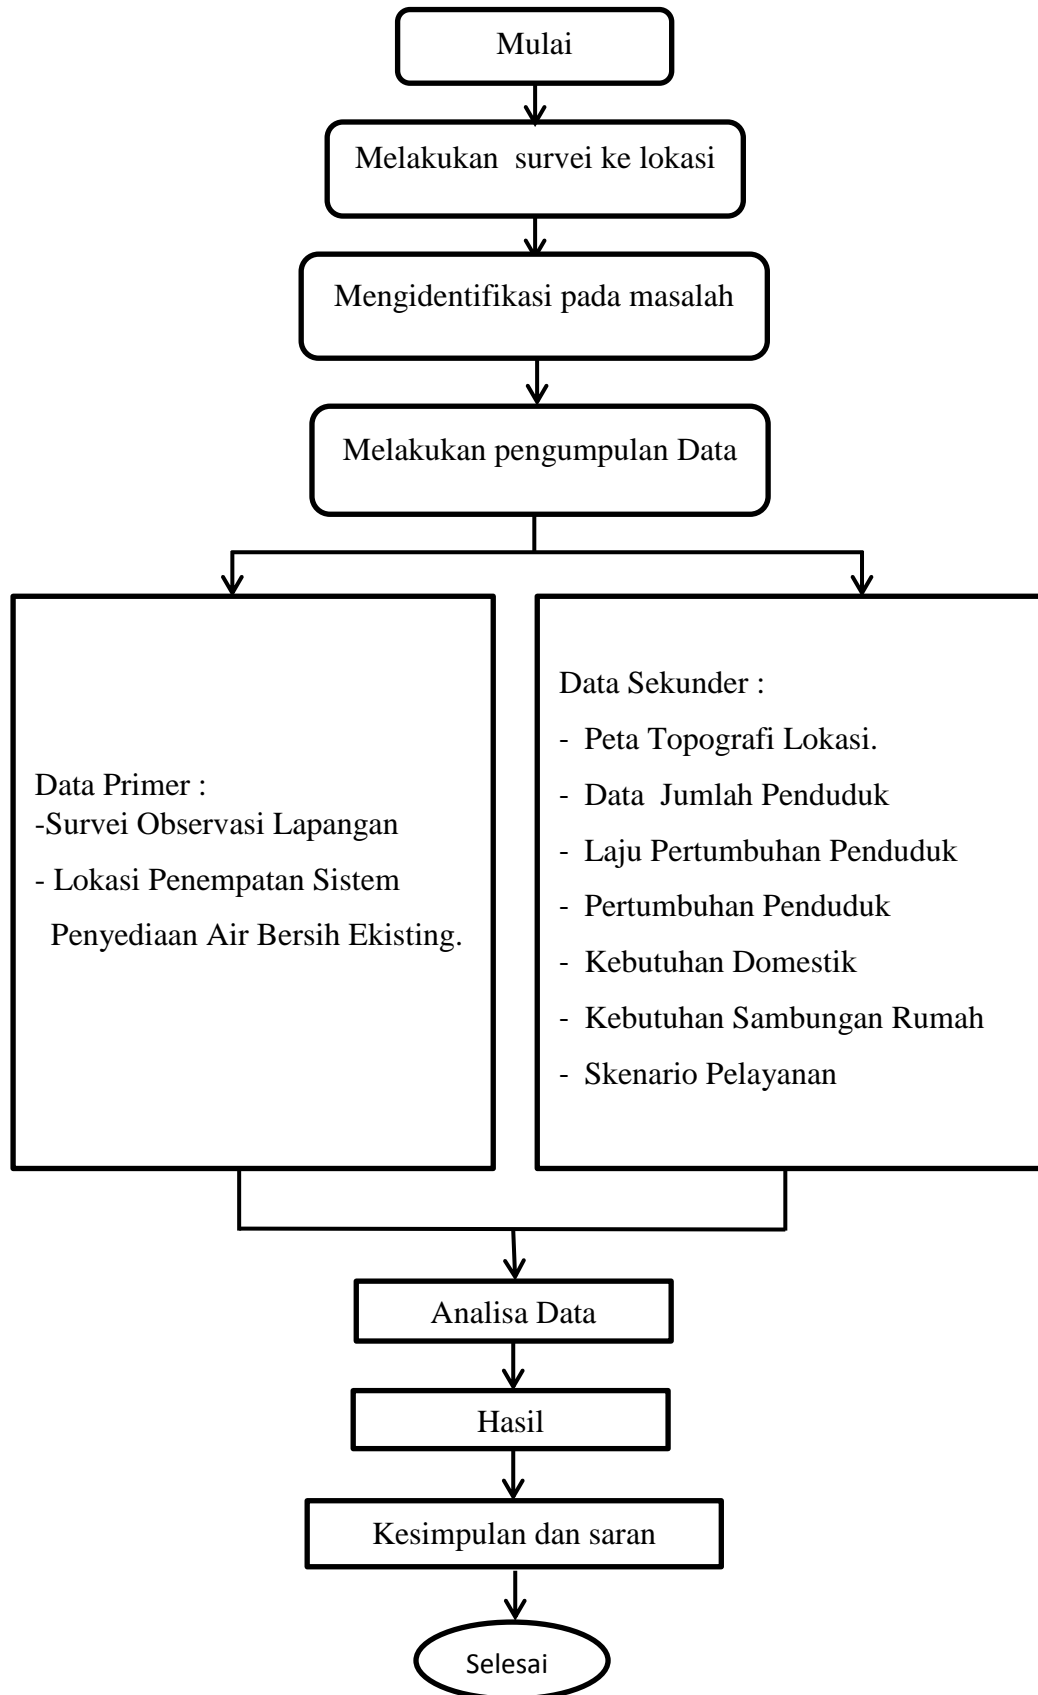 Mulai
Melakukan  survei ke lokasi
Mengidentifikasi pada masalah
Melakukan pengumpulan Data
Data Primer :
-Survei Observasi Lapangan
- Lokasi Penempatan Sistem
Penyediaan Air Bersih Ekisting.
Data Sekunder :
-  Peta Topografi Lokasi.
-  Data  Jumlah Penduduk
-  Laju Pertumbuhan Penduduk
-  Pertumbuhan Penduduk
-  Kebutuhan Domestik
-  Kebutuhan Sambungan Rumah
-  Skenario Pelayanan
Analisa Data
Hasil
Kesimpulan dan saran
Selesai